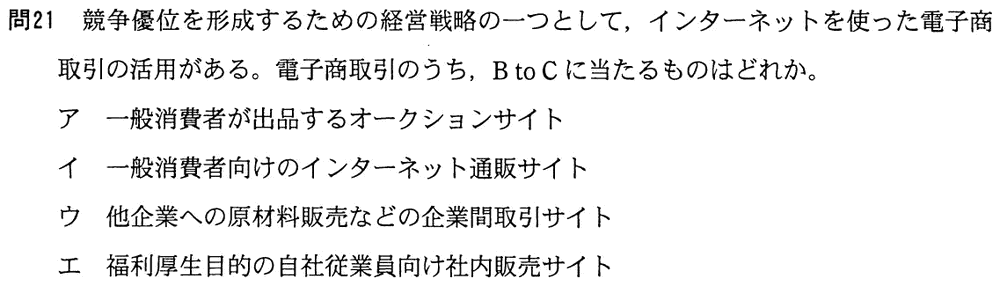 問21 競争優位を形成するための経営戦略の一つとして，インターネットを使った電子商
取引の活用がある。電子商取引のうち，B to C に当たるものはどれか。
ア 一般消費者が出品するオークションサイト
イ 一般消費者向けのインターネット通販サイト
ウ 他企業への原材料販売などの企業間取引サイト
エ 福利厚生目的の自社従業員向け社内販売サイト